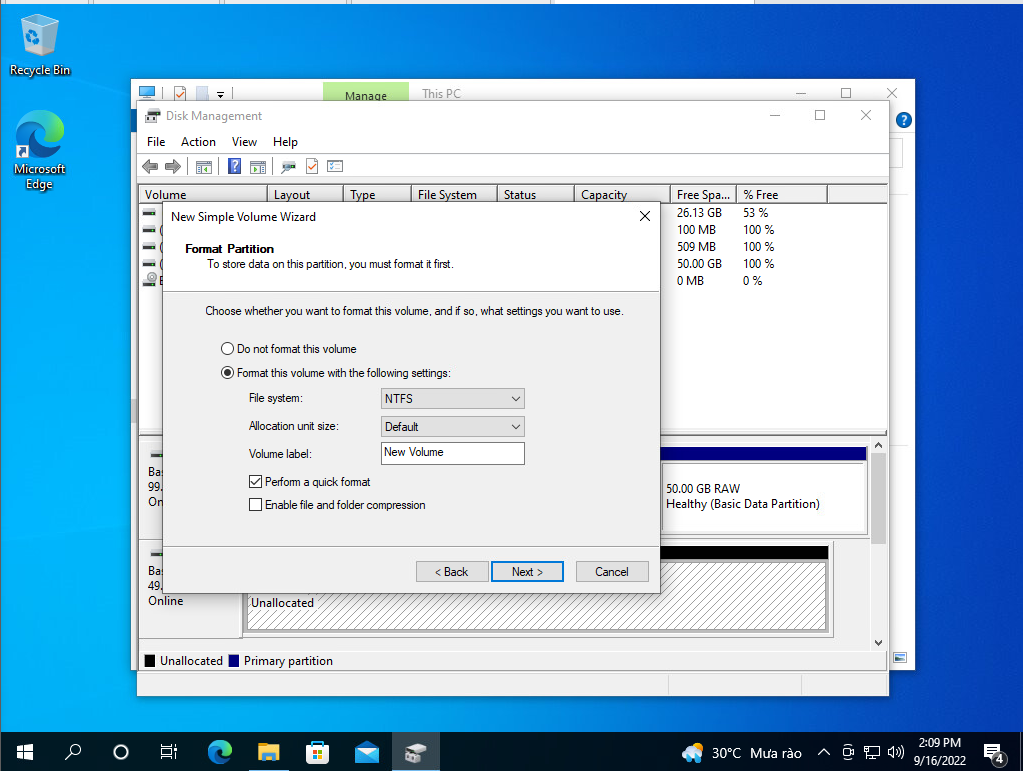 Recycle Bin
Microsoft
Edge
Manage
This PC
Disk Management
File Action View Help
Volume Layout Type File System Status Capacity Free Spa... % Free
26.13 GB 53 %
100 MB 100 %
509 MB 100 %
50.00 GB 100 %
0 MB 0 %
New Simple Volume Wizard
Format Partition
To store data on this partition, you must format it first.
Choose whether you want to format this volume, and if so, what settings you want to use.
Do not format this volume
Format this volume with the following settings:
File system: NTFS
Allocation unit size: Default
Volume label: New Volume
Perform a quick format
Enable file and folder compression
< Back Next > Cancel
Bas
99.
On
50.00 GB RAW
Healthy (Basic Data Partition)
Bas
49.
Online
Unallocated
Unallocated Primary partition
30°C Mưa rào
2:09 PM
9/16/2022
4